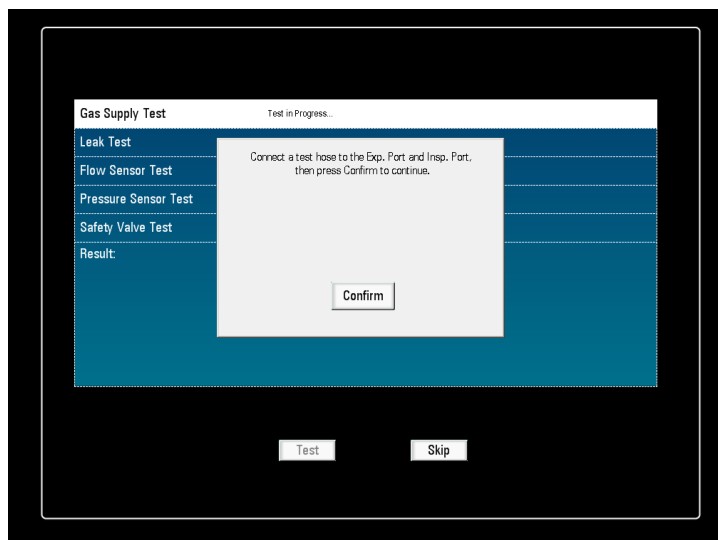 Gas Supply Test Test in Progress...
Leak Test
Flow Sensor Test
Pressure Sensor Test
Safety Valve Test
Result:
Connect a test hose to the Exp. Port and Insp. Port,
then press Confirm to continue.
Confirm
Test Skip